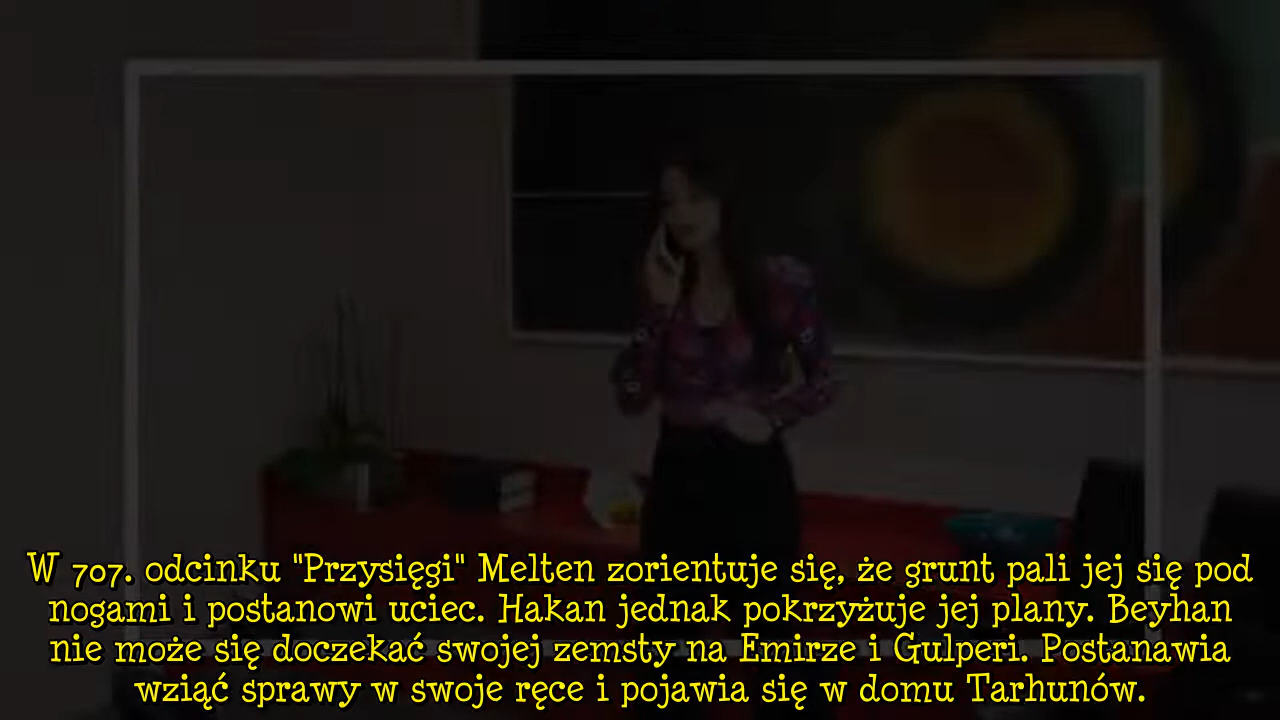 W 707. odcinku "Przysięgi" Melten zorientuje się, że grunt pali jej się pod
nogami i postanowi uciec. Hakan jednak pokrzyżuje jej plany. Beyhan
nie może się doczekać swojej zemsty na Emirze i Gulperi. Postanawia
wziąć sprawy w swoje ręce i pojawia się w domu Tarhunów.